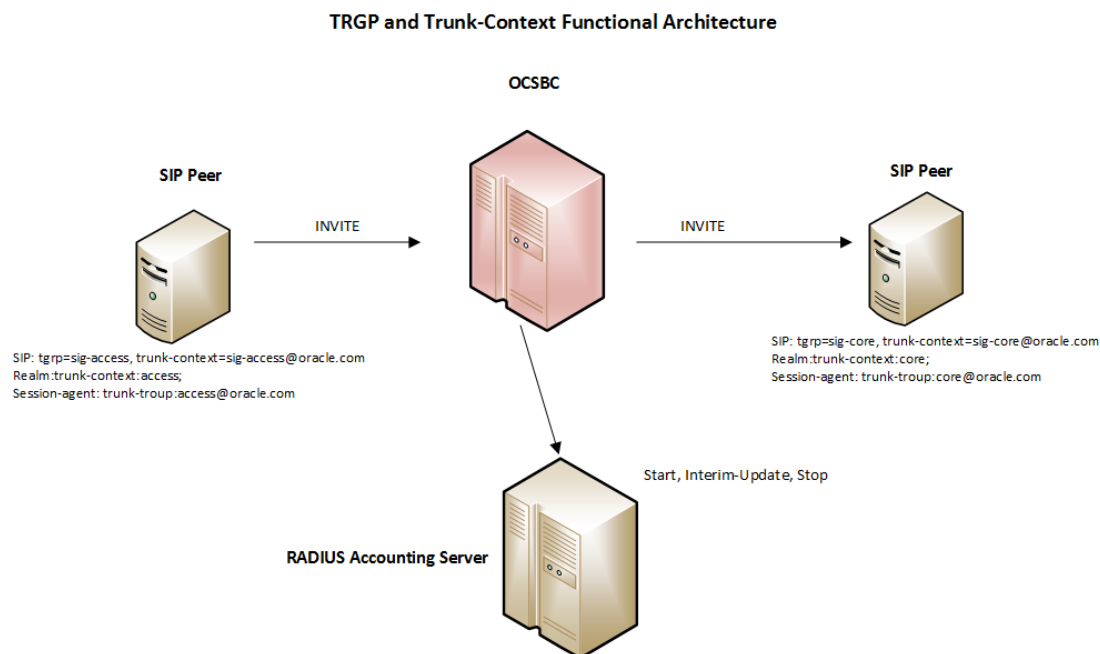 TRGP and Trunk-Context Functional Architecture
OCSBC
SIP Peer
SIP Peer
INVITE
INVITE
SIP: tgrp=sig-access, trunk-context=sig-access@oracle.com
Realm:trunk-context:access;
Session-agent: trunk-troup:access@oracle.com
SIP: tgrp=sig-core, trunk-context=sig-core@oracle.com
Realm:trunk-context:core;
Session-agent: trunk-troup:core@oracle.com
Start, Interim-Update, Stop
RADIUS Accounting Server